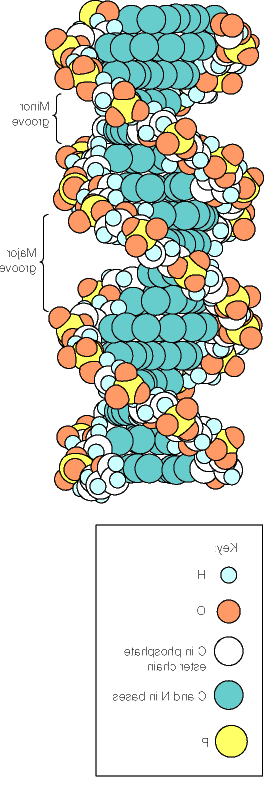 Minor
groove
Major
groove
Key:
H
O
C in phosphate
ester chain
C and N in bases
P